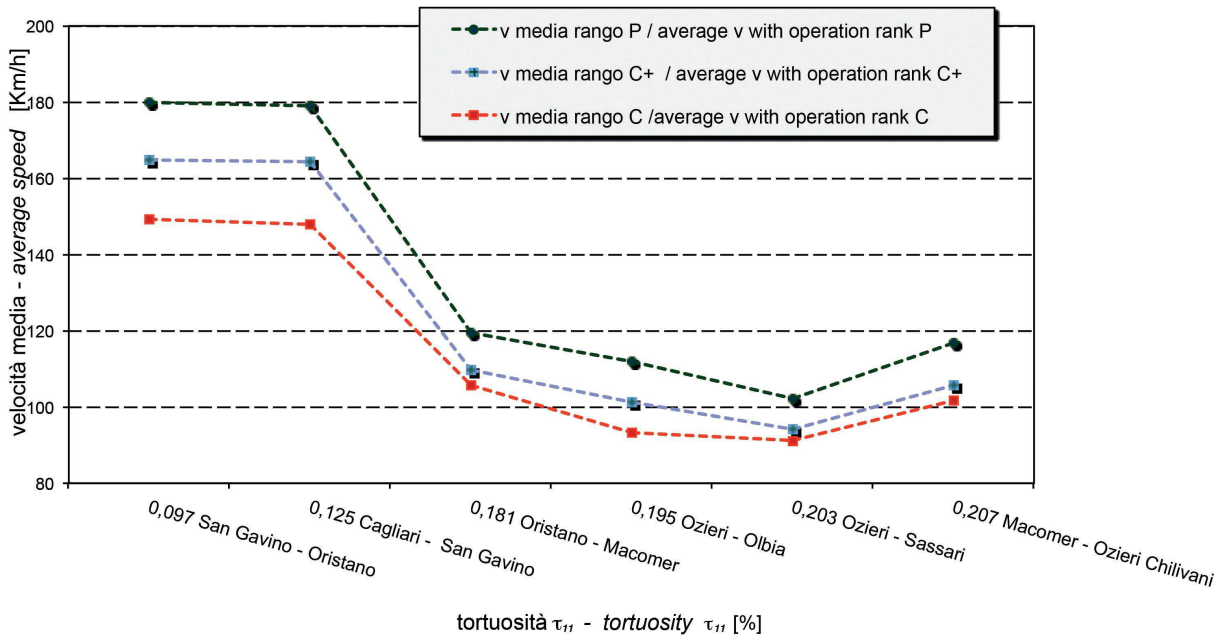 v media rango P / average v with operation rank P
v media rango C+ / average v with operation rank C+
v media rango C /average v with operation rank C
velocità media - average speed [Km/h]
200
180
160
140
120
100
80
0,097 San Gavino - Oristano
0,125 Cagliari - San Gavino
0,181 Oristano - Macomer
0,195 Ozieri - Olbia
0,203 Ozieri - Sassari
0,207 Macomer - Ozieri Chilivani
tortuosità τ₁₁ - tortuosity τ₁₁ [%]